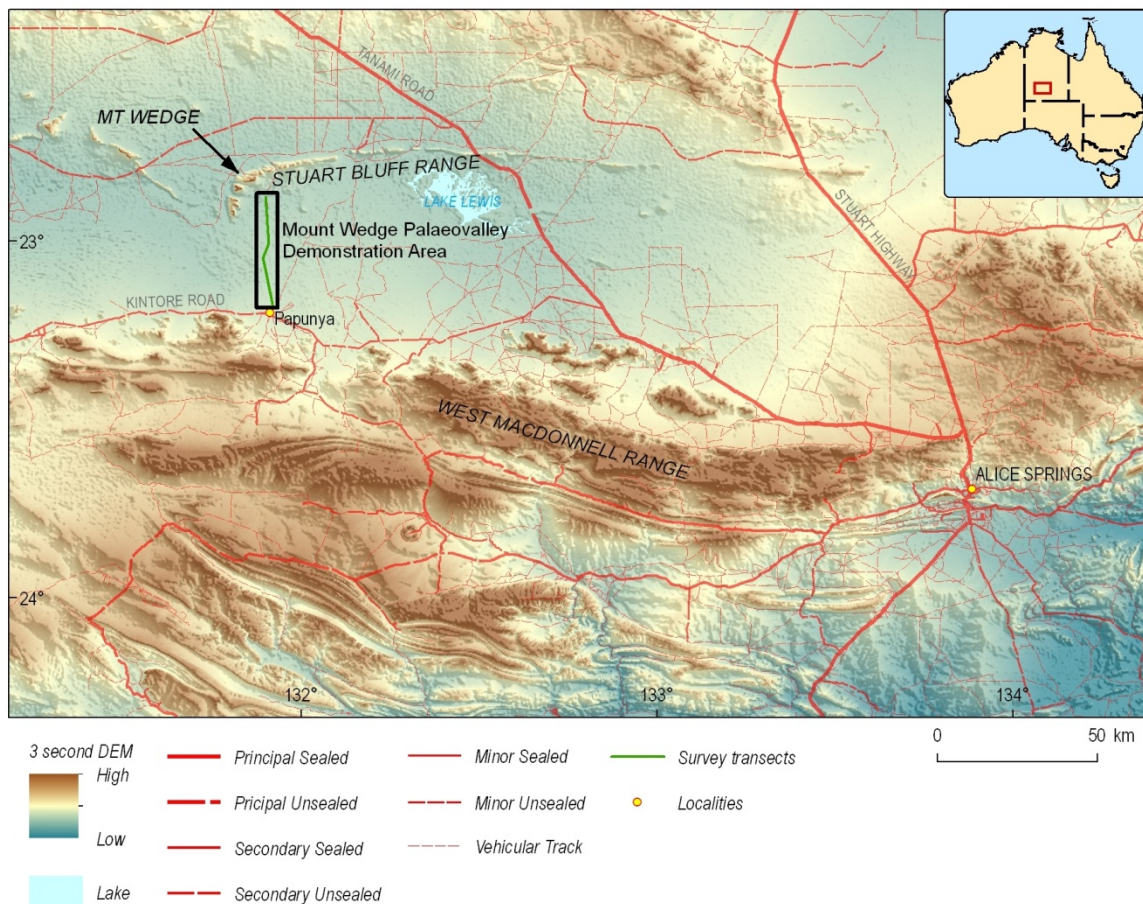 TANAMI ROAD
MT WEDGE
STUART BLUFF RANGE
LAKE LEWIS
STUART HIGHWAY
23°
Mount Wedge Palaeovalley
Demonstration Area
KINTORE ROAD
Papunya
WEST MACDONNELL RANGE
ALICE SPRINGS
24°
132°
133°
134°
3 second DEM
High
Low
Lake
Principal Sealed
Pricipal Unsealed
Secondary Sealed
Secondary Unsealed
Minor Sealed
Minor Unsealed
Vehicular Track
Survey transects
Localities
0 50 km